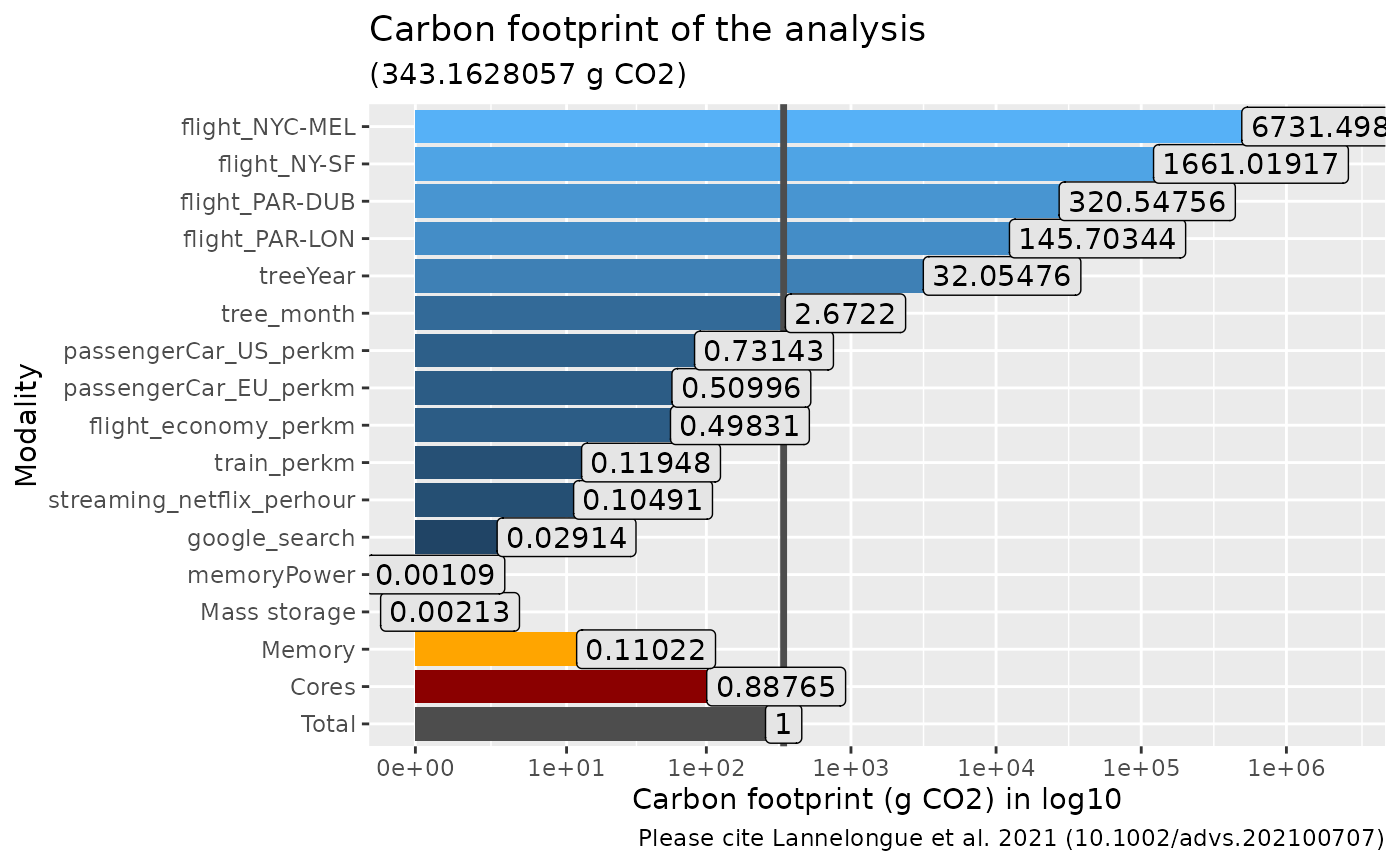 Carbon footprint of the analysis
(343.1628057 g CO2)
Modality
flight_NYC-MEL 6731.498
flight_NY-SF 1661.01917
flight_PAR-DUB 320.54756
flight_PAR-LON 145.70344
treeYear 32.05476
tree_month 2.6722
passengerCar_US_perkm 0.73143
passengerCar_EU_perkm 0.50996
flight_economy_perkm 0.49831
train_perkm 0.11948
streaming_netflix_perhour 0.10491
google_search 0.02914
memoryPower 0.00109
Mass storage 0.00213
Memory 0.11022
Cores 0.88765
Total 1
0e+00 1e+01 1e+02 1e+03 1e+04 1e+05 1e+06
Carbon footprint (g CO2) in log10
Please cite Lannelongue et al. 2021 (10.1002/advs.202100707)